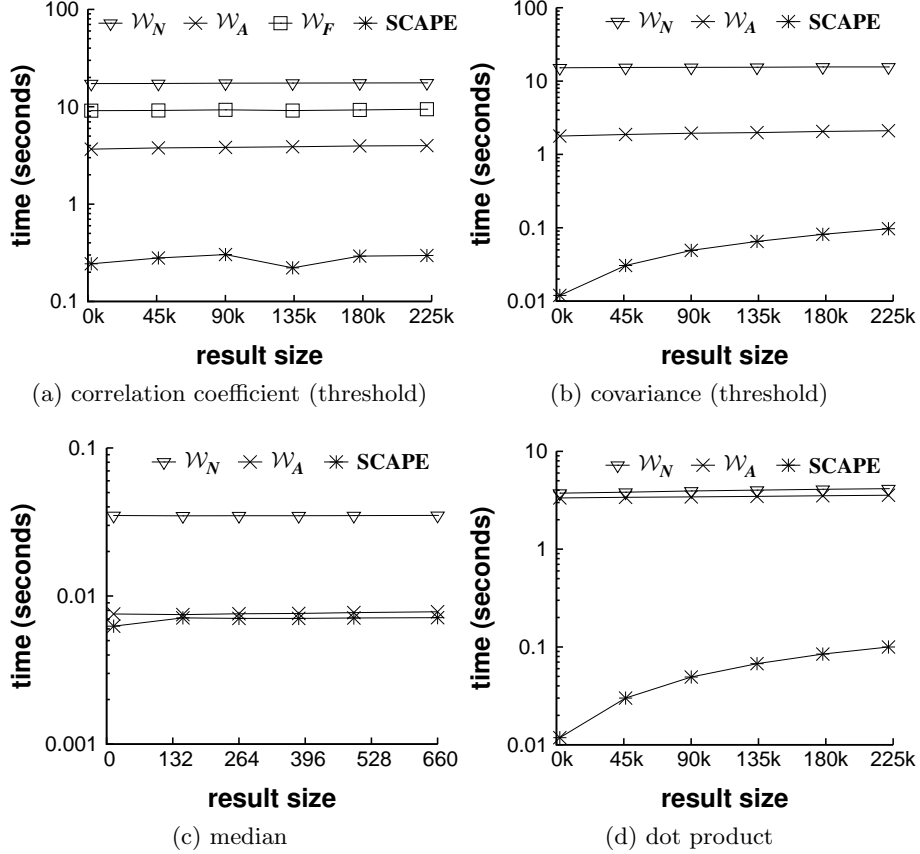 W_N W_A W_F SCAPE
100
10
1
0.1
time (seconds)
0k 45k 90k 135k 180k 225k
result size
(a) correlation coefficient (threshold)
W_N W_A SCAPE
100
10
1
0.1
0.01
time (seconds)
0k 45k 90k 135k 180k 225k
result size
(b) covariance (threshold)
W_N W_A SCAPE
0.1
0.01
0.001
time (seconds)
0 132 264 396 528 660
result size
(c) median
W_N W_A SCAPE
10
1
0.1
0.01
time (seconds)
0k 45k 90k 135k 180k 225k
result size
(d) dot product